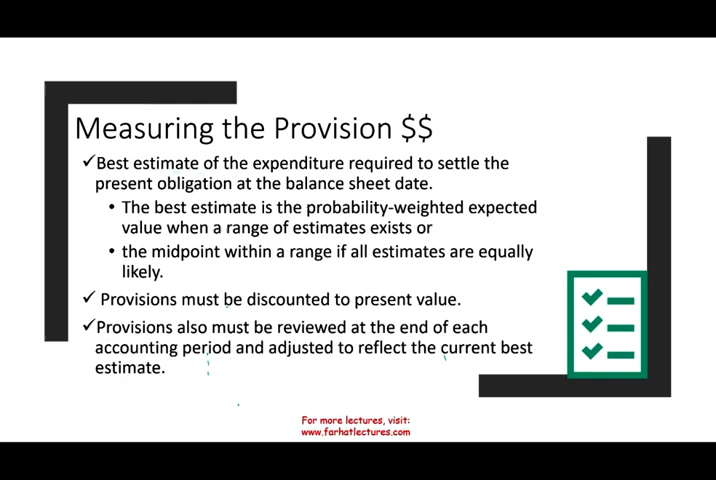 Measuring the Provision $$
✓Best estimate of the expenditure required to settle the
present obligation at the balance sheet date.
• The best estimate is the probability-weighted expected
value when a range of estimates exists or
• the midpoint within a range if all estimates are equally
likely.
✓ Provisions must be discounted to present value.
✓Provisions also must be reviewed at the end of each
accounting period and adjusted to reflect the current best
estimate.
For more lectures, visit:
www.farhatlectures.com